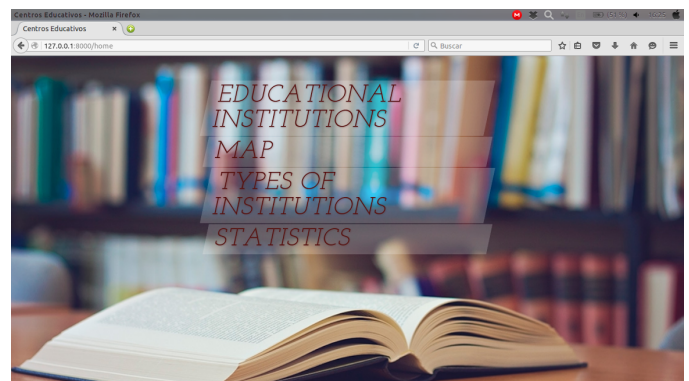 Centros Educativos - Mozilla Firefox
Centros Educativos
127.0.0.1:8000/home
Buscar
EDUCATIONAL
INSTITUTIONS
MAP
TYPES OF
INSTITUTIONS
STATISTICS